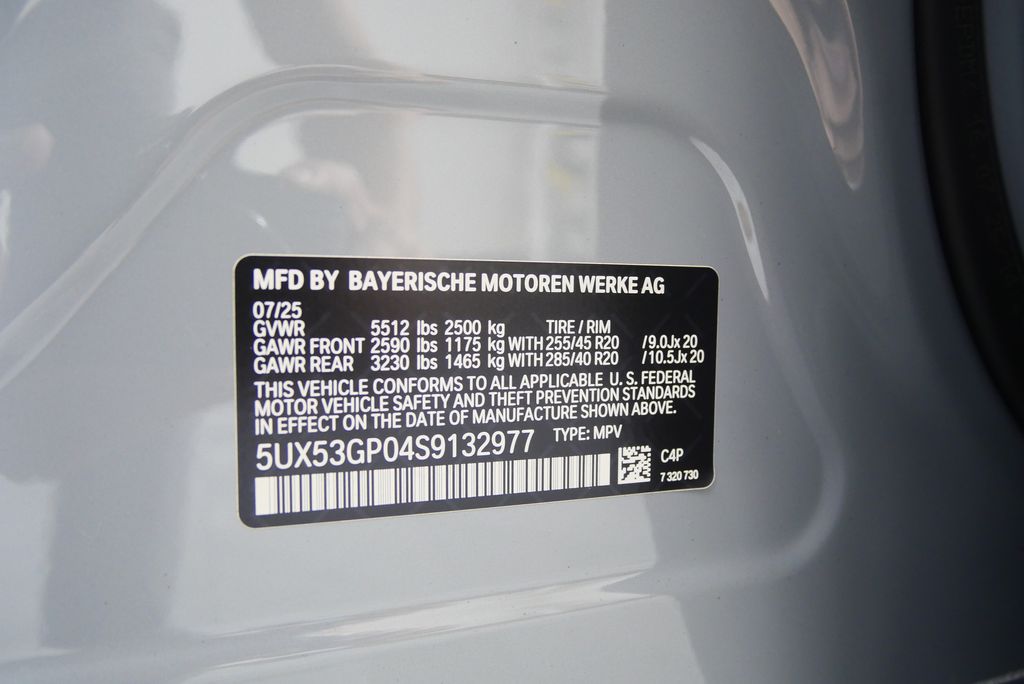 MFD BY BAYERISCHE MOTOREN WERKE AG
07/25
GVWR 5512 lbs 2500 kg TIRE / RIM
GAWR FRONT 2590 lbs 1175 kg WITH 255/45 R20 /9.0Jx 20
GAWR REAR 3230 lbs 1465 kg WITH 285/40 R20 /10.5Jx 20
THIS VEHICLE CONFORMS TO ALL APPLICABLE U. S. FEDERAL
MOTOR VEHICLE SAFETY AND THEFT PREVENTION STANDARDS
IN EFFECT ON THE DATE OF MANUFACTURE SHOWN ABOVE.
5UX53GP04S9132977 TYPE: MPV
C4P
7 320 730